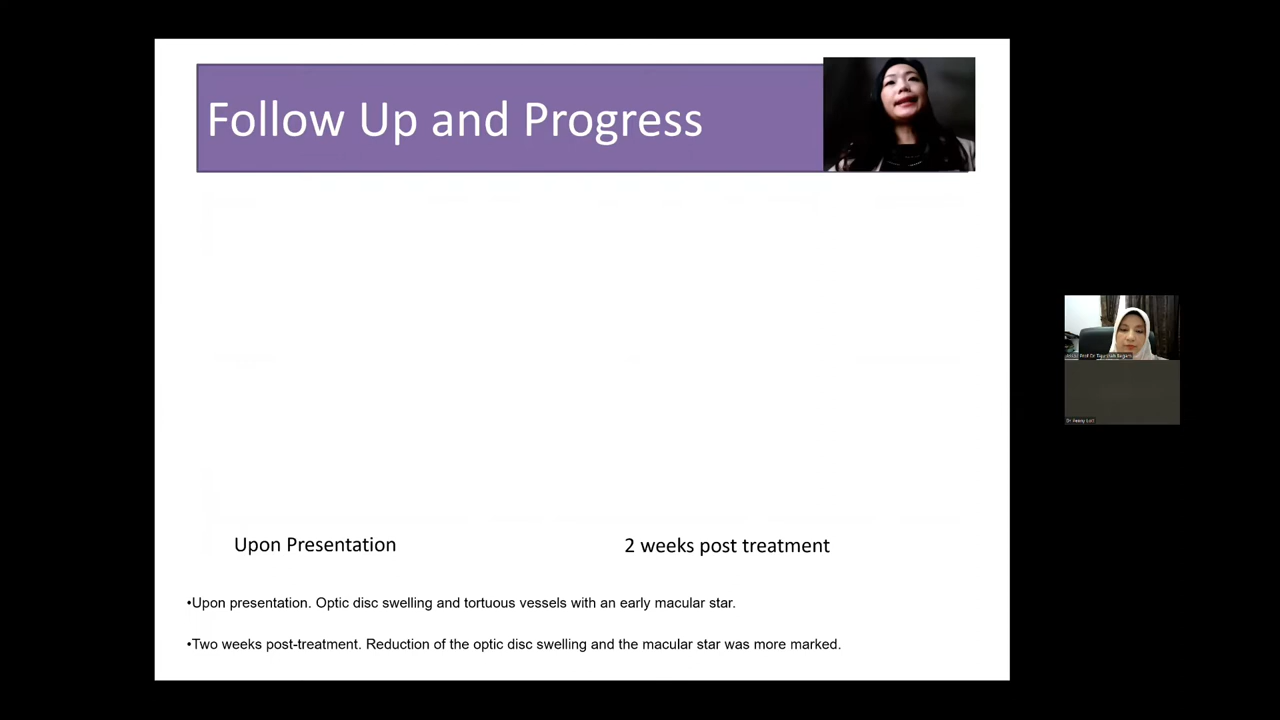 Follow Up and Progress
Upon Presentation
2 weeks post treatment
•Upon presentation. Optic disc swelling and tortuous vessels with an early macular star.
•Two weeks post-treatment. Reduction of the optic disc swelling and the macular star was more marked.